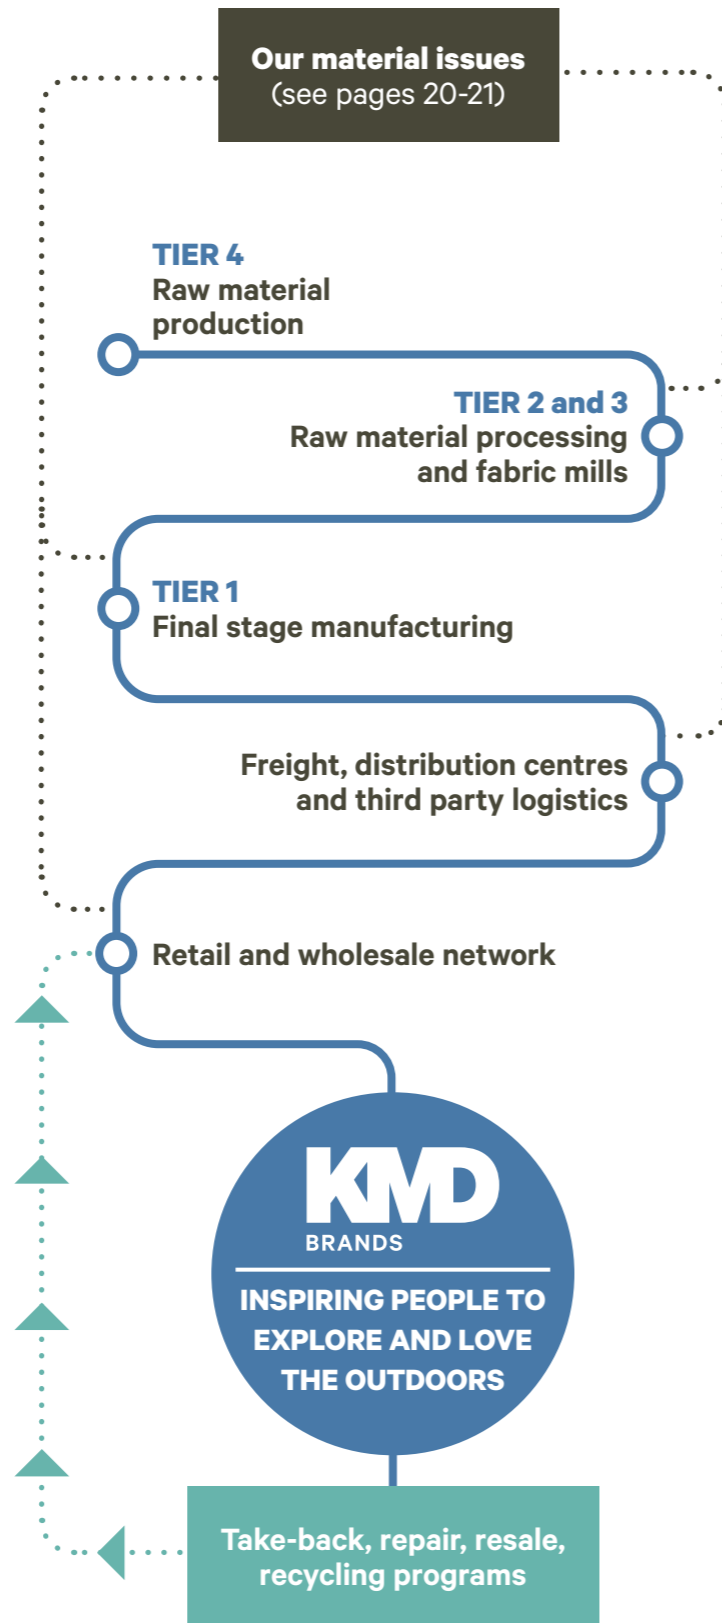 Our material issues
(see pages 20-21)
TIER 4
Raw material
production
TIER 2 and 3
Raw material processing
and fabric mills
TIER 1
Final stage manufacturing
Freight, distribution centres
and third party logistics
Retail and wholesale network
KMD
BRANDS
INSPIRING PEOPLE TO
EXPLORE AND LOVE
THE OUTDOORS
Take-back, repair, resale,
recycling programs